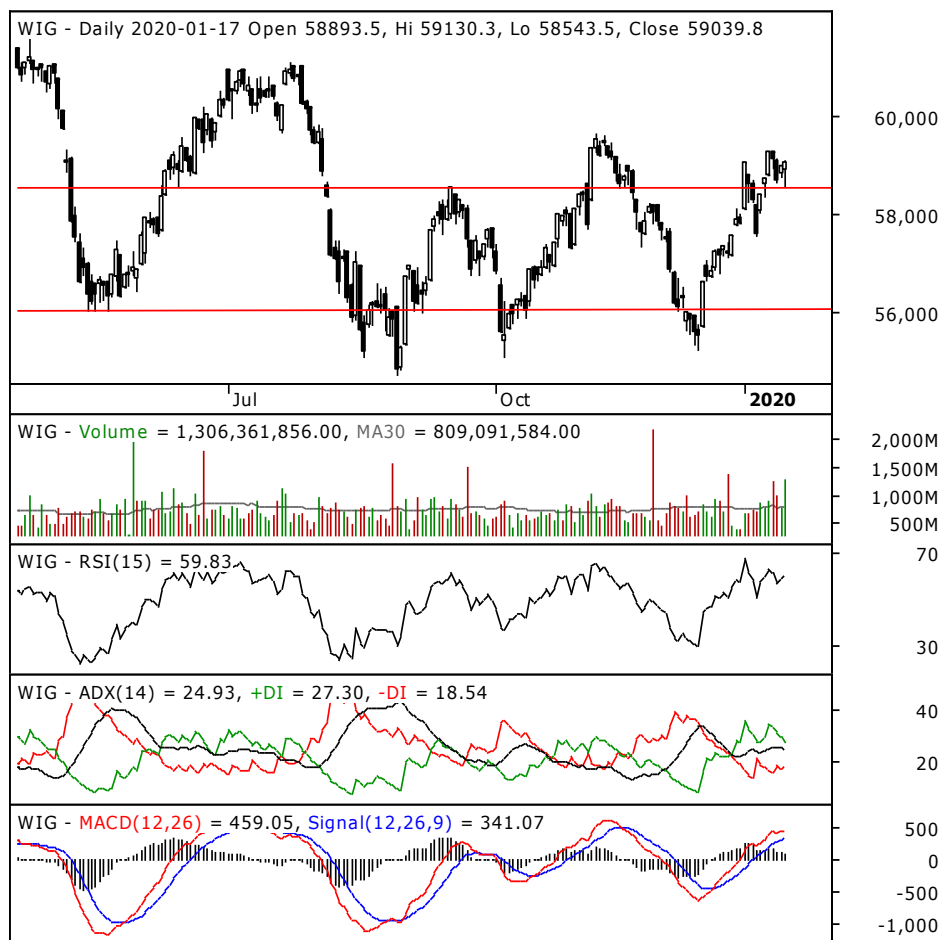 WIG - Daily 2020-01-17 Open 58893.5, Hi 59130.3, Lo 58543.5, Close 59039.8
60,000
58,000
56,000
Jul Oct 2020
WIG - Volume = 1,306,361,856.00, MA30 = 809,091,584.00
2,000M
1,500M
1,000M
500M
WIG - RSI(15) = 59.83
70
30
WIG - ADX(14) = 24.93, +DI = 27.30, -DI = 18.54
40
20
WIG - MACD(12,26) = 459.05, Signal(12,26,9) = 341.07
500
0
-500
-1,000